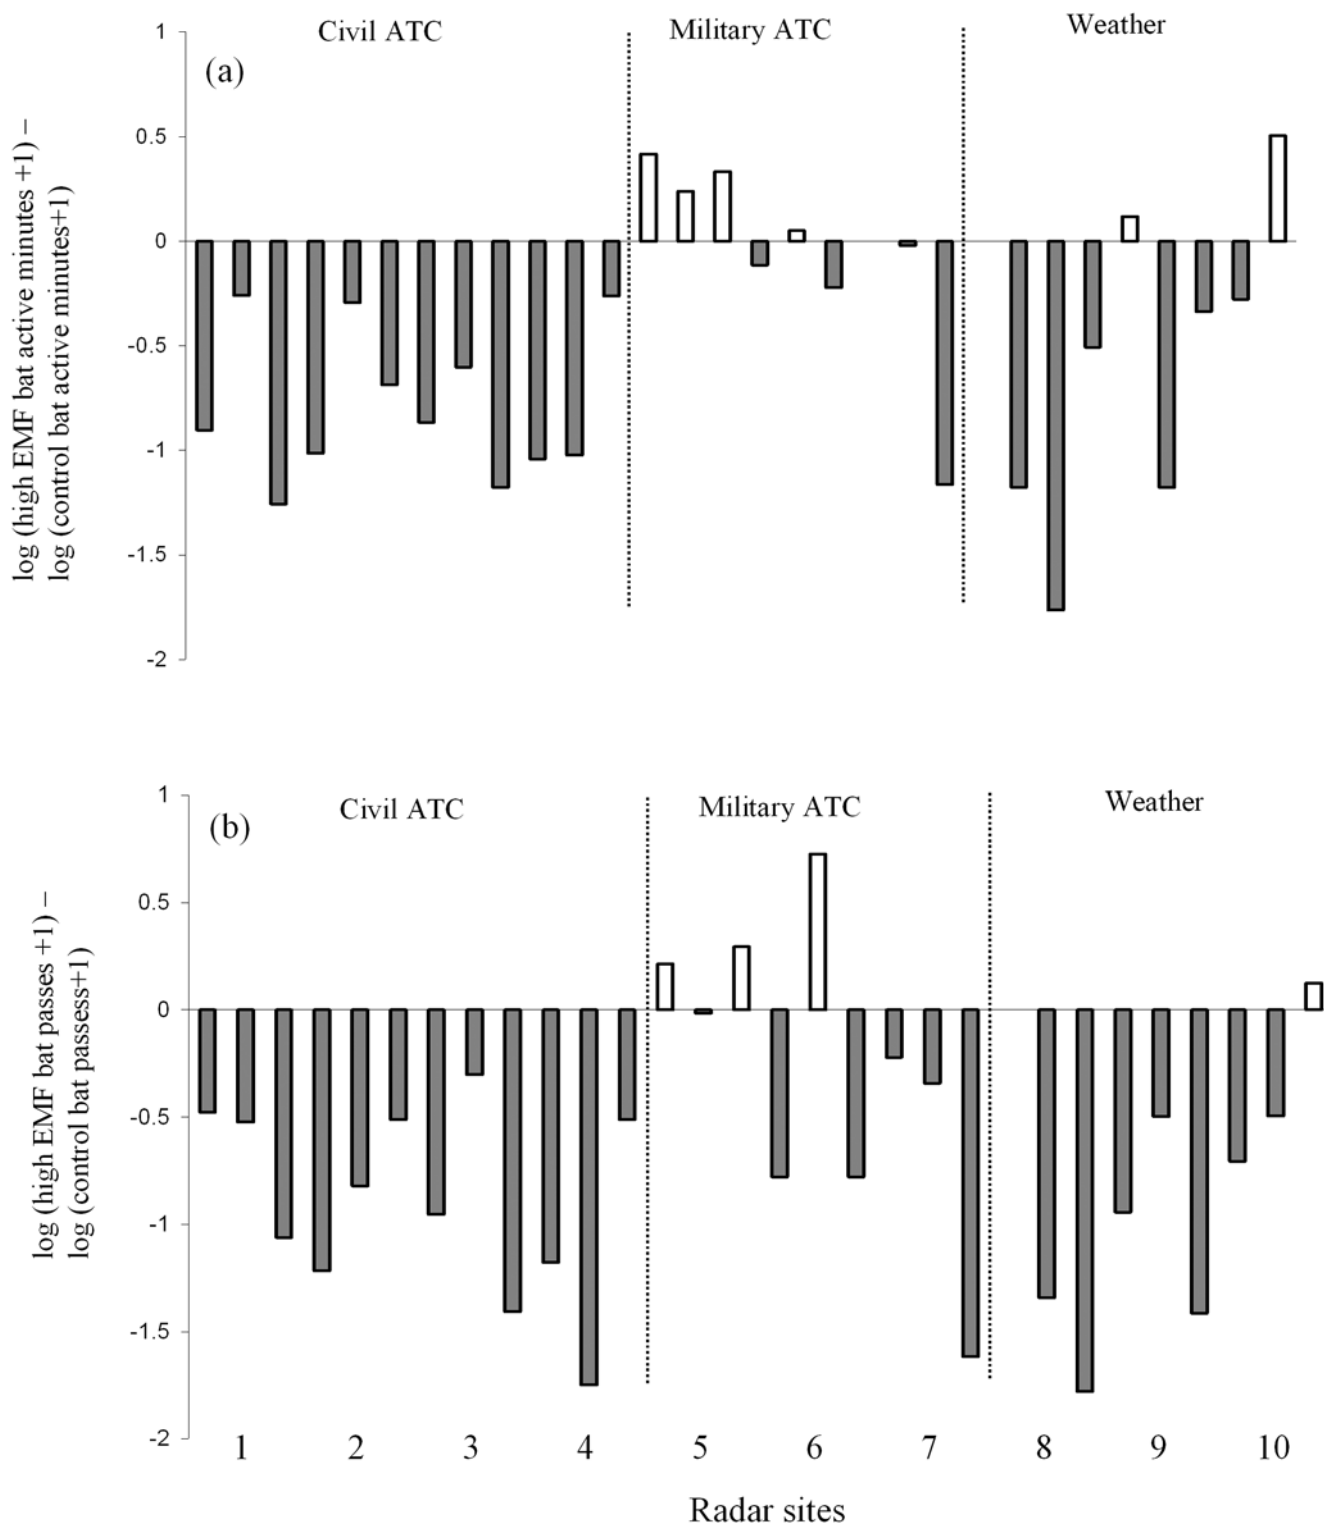 Civil ATC
Military ATC
Weather
(a)
1
0.5
0
-0.5
-1
-1.5
-2
log (high EMF bat active minutes +1) –
log (control bat active minutes+1)
Civil ATC
Military ATC
Weather
(b)
1
0.5
0
-0.5
-1
-1.5
-2
log (high EMF bat passes +1) –
log (control bat passess+1)
1 2 3 4 5 6 7 8 9 10
Radar sites